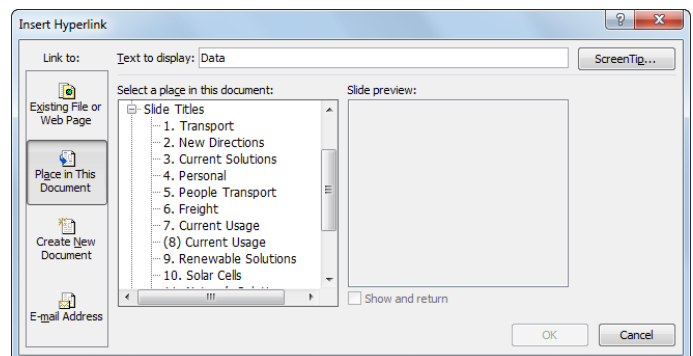 Insert Hyperlink
Link to:
Text to display: Data
ScreenTip...
Existing File or
Web Page
Place in This
Document
Create New
Document
E-mail Address
Select a place in this document:
Slide Titles
1. Transport
2. New Directions
3. Current Solutions
4. Personal
5. People Transport
6. Freight
7. Current Usage
(8) Current Usage
9. Renewable Solutions
10. Solar Cells
Slide preview:
Show and return
OK
Cancel